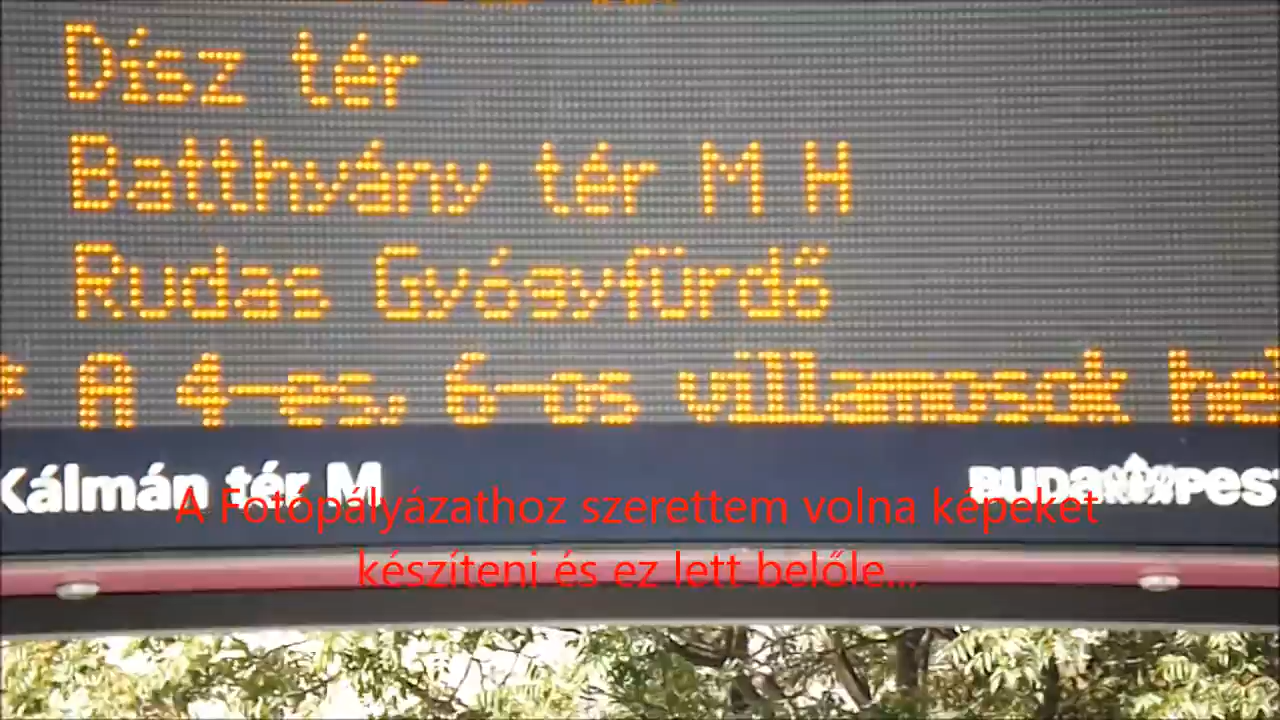 Dísz tér
Batthyány tér M H
Rudas Gyógyfürdő
* A 4-es, 6-os villamosok hel
Kálmán tér M
BUDAPEST
A Fotópályázathoz szerettem volna képeket
készíteni és ez lett belőle...